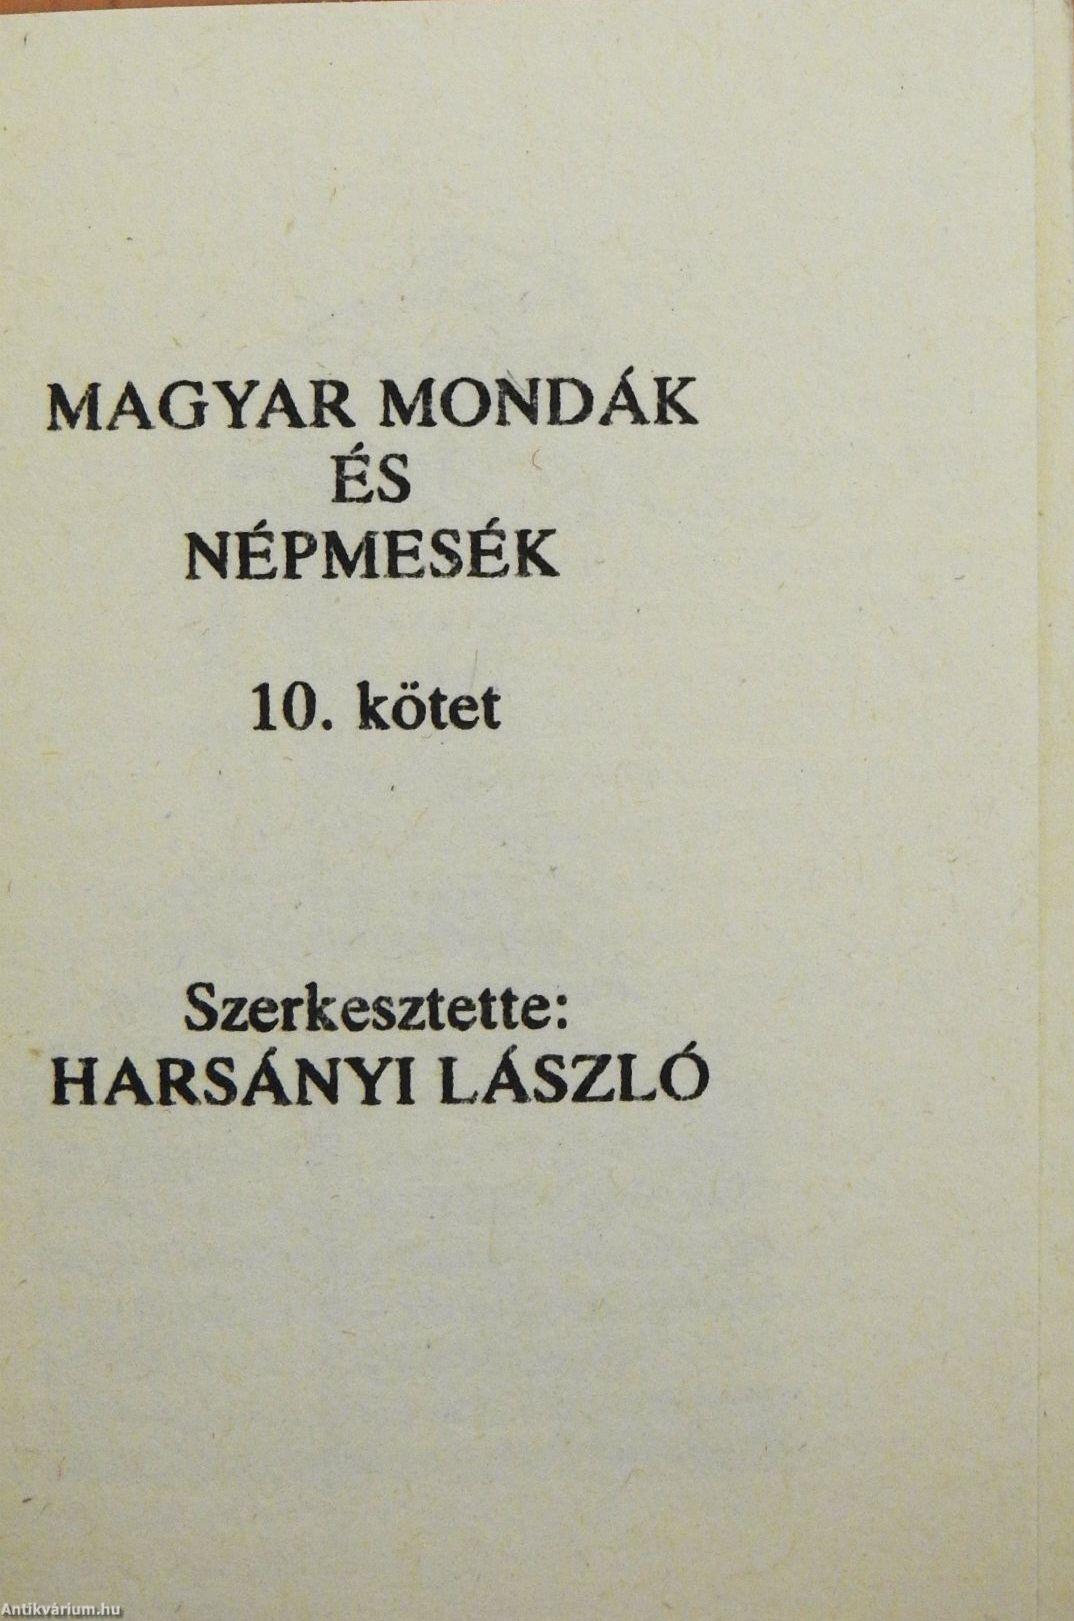 MAGYAR MONDÁK
ÉS
NÉPMESÉK
10. kötet
Szerkesztette:
HARSÁNYI LÁSZLÓ
Antikvárium.hu